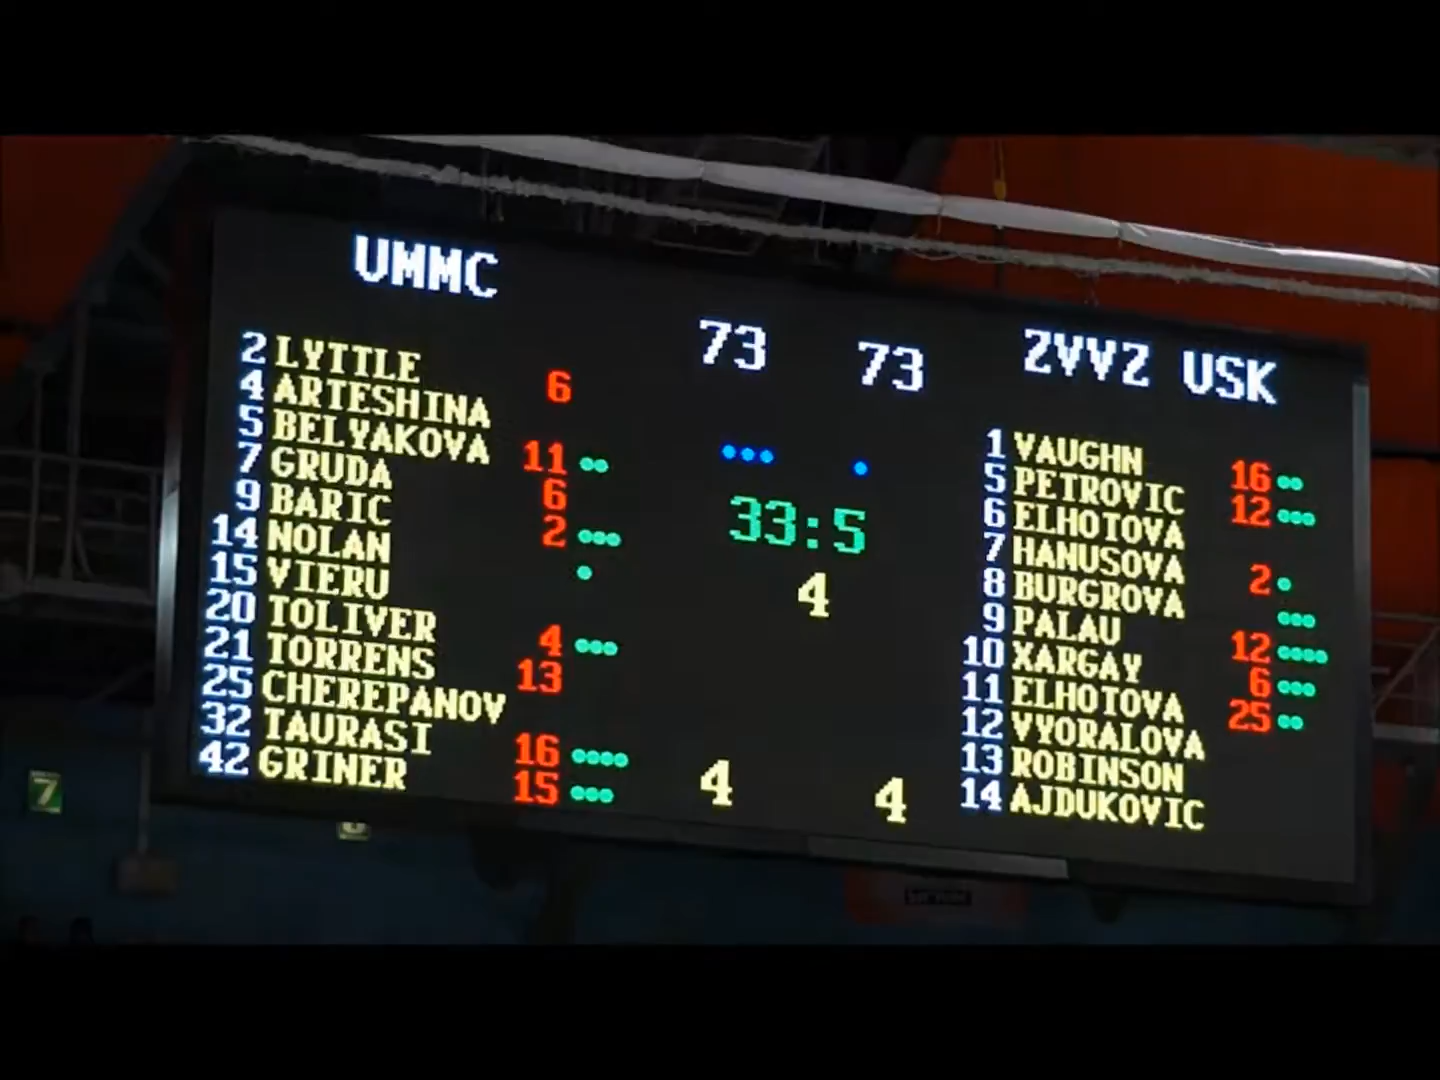 UMMC
73 73
ZVVZ USK
2 LYTTLE 6
4 ARTESHINA
5 BELYAKOVA 11
7 GRUDA 6
9 BARIC 2
14 NOLAN
15 VIERU
20 TOLIVER 4
21 TORRENS 13
25 CHEREPANOV
32 TAURASI 16
42 GRINER 15
33:5
4
4 4
1 VAUGHN 16
5 PETROVIC 12
6 ELHOTOVA
7 HANUSOVA 2
8 BURGROVA
9 PALAU 12
10 XARGAY 6
11 ELHOTOVA 25
12 VYORALOVA
13 ROBINSON
14 AJDUKOVIC
7